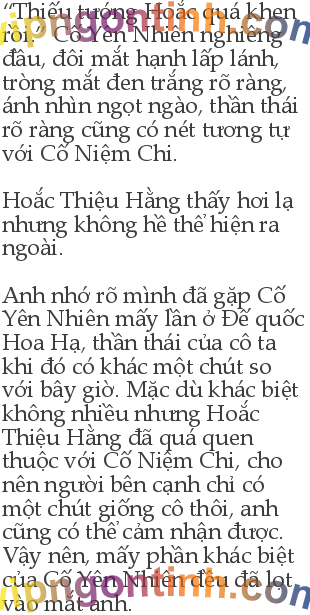 “Thiếu tướng Hoắc quá khen
rồi.” Cố Yên Nhiên nghiêng
đầu, đôi mắt hạnh lấp lánh,
tròng mắt đen trắng rõ ràng,
ánh nhìn ngọt ngào, thần thái
rõ ràng cũng có nét tương tự
với Cố Niệm Chi.
Hoắc Thiệu Hằng thấy hơi lạ
nhưng không hề thể hiện ra
ngoài.
Anh nhớ rõ mình đã gặp Cố
Yên Nhiên mấy lần ở Đế quốc
Hoa Hạ, thần thái của cô ta
khi đó có khác một chút so
với bây giờ. Mặc dù khác biệt
không nhiều nhưng Hoắc
Thiệu Hằng đã quá quen
thuộc với Cố Niệm Chi, cho
nên người bên cạnh chỉ có
một chút giống cô thôi, anh
cũng có thể cảm nhận được.
Vậy nên, mấy phần khác biệt
của Cố Yên Nhiên đều đã lọt
vào mắt anh.
vipngontinh.com
vipngontinh.com